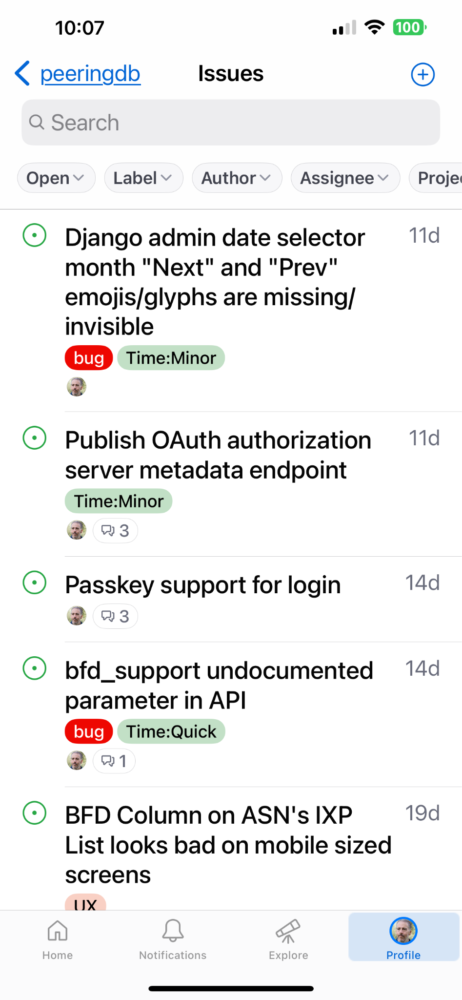 10:07
100
peeringdb
Issues
Search
Open
Label
Author
Assignee
Projec
Django admin date selector
11d
month "Next" and "Prev"
emojis/glyphs are missing/
invisible
bug
Time:Minor
Publish OAuth authorization
11d
server metadata endpoint
Time:Minor
3
Passkey support for login
14d
3
bfd_support undocumented
14d
parameter in API
bug
Time:Quick
1
BFD Column on ASN's IXP
19d
List looks bad on mobile sized
screens
UX
Home
Notifications
Explore
Profile